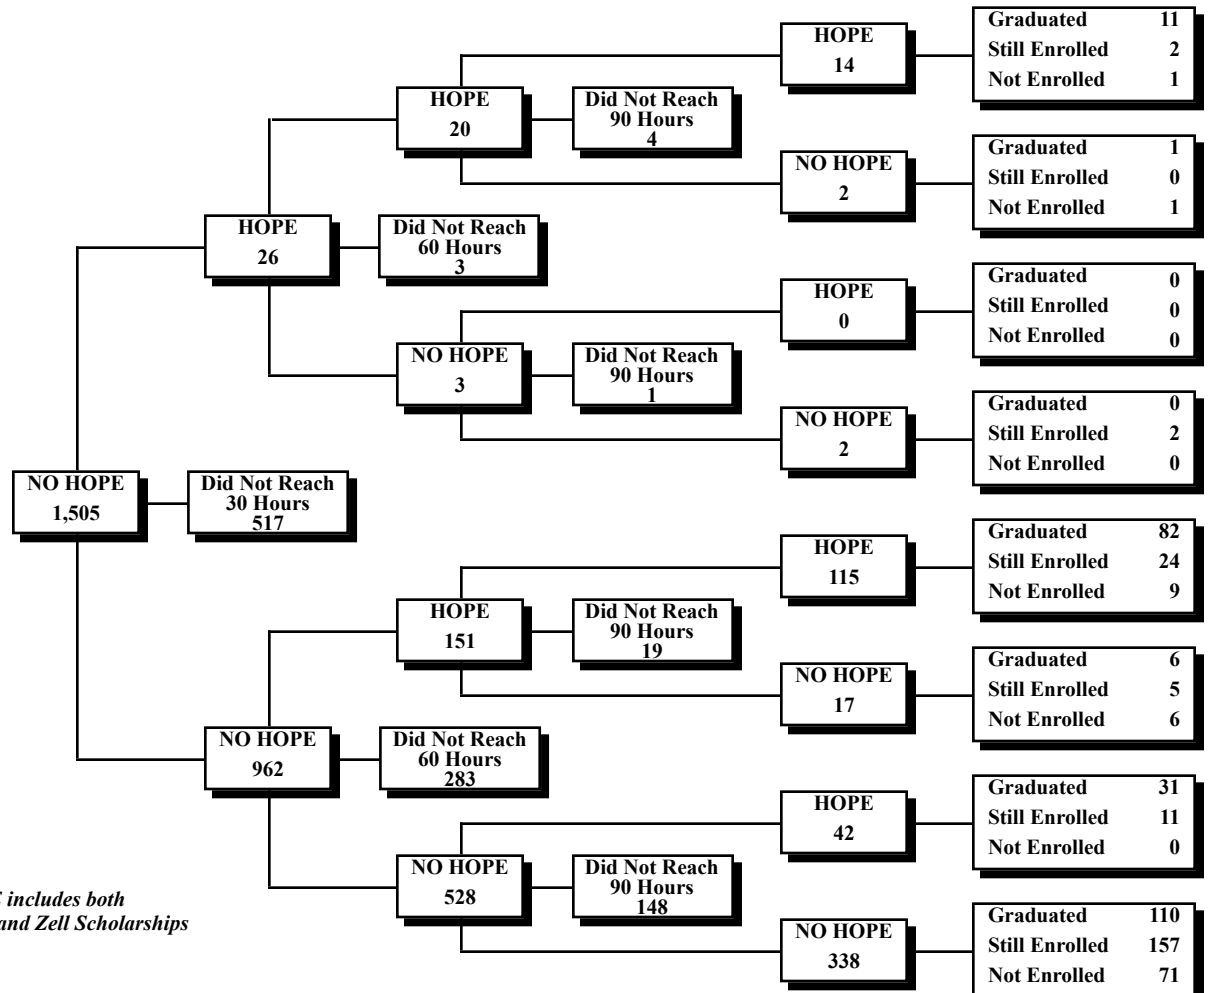 Graduated 11
HOPE
Still Enrolled 2
14
Not Enrolled 1
HOPE
Did Not Reach
20
90 Hours
4
Graduated 1
NO HOPE
Still Enrolled 0
2
Not Enrolled 1
HOPE
Did Not Reach
26
60 Hours
3
Graduated 0
HOPE
Still Enrolled 0
0
Not Enrolled 0
NO HOPE
Did Not Reach
3
90 Hours
1
Graduated 0
NO HOPE
Still Enrolled 2
2
Not Enrolled 0
NO HOPE
Did Not Reach
1,505
30 Hours
517
Graduated 82
HOPE
Still Enrolled 24
115
Not Enrolled 9
HOPE
Did Not Reach
151
90 Hours
19
Graduated 6
NO HOPE
Still Enrolled 5
17
Not Enrolled 6
NO HOPE
Did Not Reach
962
60 Hours
283
Graduated 31
HOPE
Still Enrolled 11
42
Not Enrolled 0
NO HOPE
Did Not Reach
528
90 Hours
148
includes both
and Zell Scholarships
Graduated 110
NO HOPE
Still Enrolled 157
338
Not Enrolled 71